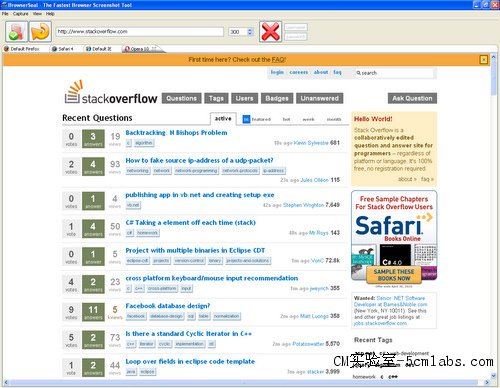 BrowserSeal - The Fastest Browser Screenshot Tool
File Capture View Help
http://www.stackoverflow.com 300
Default Firefox Safari 4 Default IE Opera 10
First time here? Check out the FAQ!
login careers about faq search
stackoverflow Questions Tags Users Badges Unanswered Ask Question
Recent Questions active featured hot week month
0 votes 3 answers 19 views
Backtracking N Bishops Problem
c algorithm
19s ago Kevin Sylvestre 681
2 votes 4 answers 93 views
How to fake source ip-address of a udp-packet?
networking network network-programming network-protocols ip-address
23s ago Jules Olléon 115
0 votes 1 answers 4 views
publishing app in vb net and creating setup exe
vb.net
42s ago Stephen Wrighton 7,649
1 votes 4 answers 50 views
C# Taking a element off each time (stack)
c# homework
48s ago Mr Roys 143
0 votes 1 answers 5 views
Project with multiple binaries in Eclipse CDT
eclipse-cdt projects version-control binary projects-and-solutions
1m ago VonC 72.8k
4 votes 2 answers 23 views
cross platform keyboard/mouse input recommendation
c c++ cross-platform input
1m ago jweyrich 355
9 votes 11 answers 5k views
Facebook database design?
facebook database-design sql table normalization
2m ago Matt Luongo 358
5 votes 2 answers 73 views
Is there a standard Cyclic Iterator in C++
c++ iterator cyclic implementation stl
2m ago Potatoswatter 5,570
2 votes 2 answers 44 views
Loop over fields in eclipse code template
java eclipse
3m ago stacker 3,999
Hello World!
Stack Overflow is a
collaboratively edited
question and answer site for
programmers – regardless of
platform or language. It's 100%
free, no registration required.
about » faq »
Free Sample Chapters
For Stack Overflow Users
Safari
Books Online
C# 4.0
SAMPLE THESE
BOOKS NOW
Wanted: Senior .NET Software
Developer at Barnes&Noble.com
(New York, NY 10011). See this
and other great job listings at
jobs.stackoverflow.com.
Recent Tags
development
homework c c++
CM实验室-5cmlabs.com